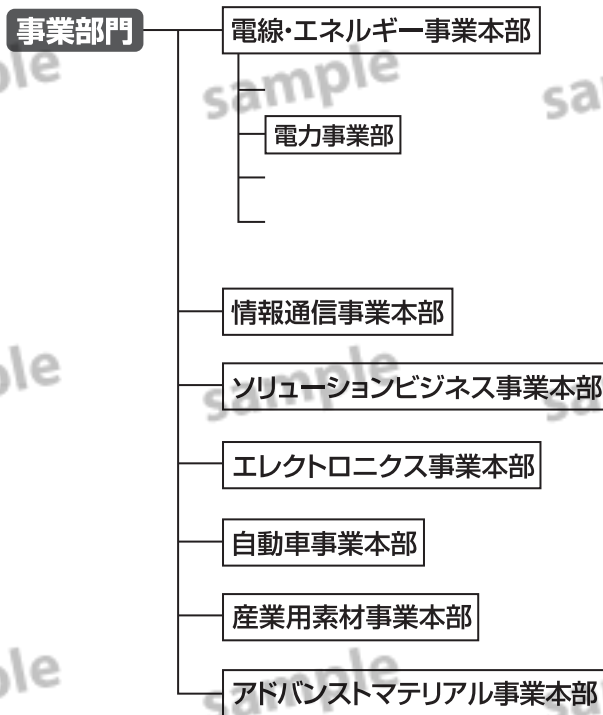 事業部門
電線・エネルギー事業本部
電力事業部
情報通信事業本部
ソリューションビジネス事業本部
エレクトロニクス事業本部
自動車事業本部
産業用素材事業本部
アドバンストマテリアル事業本部
sample
sample
sample